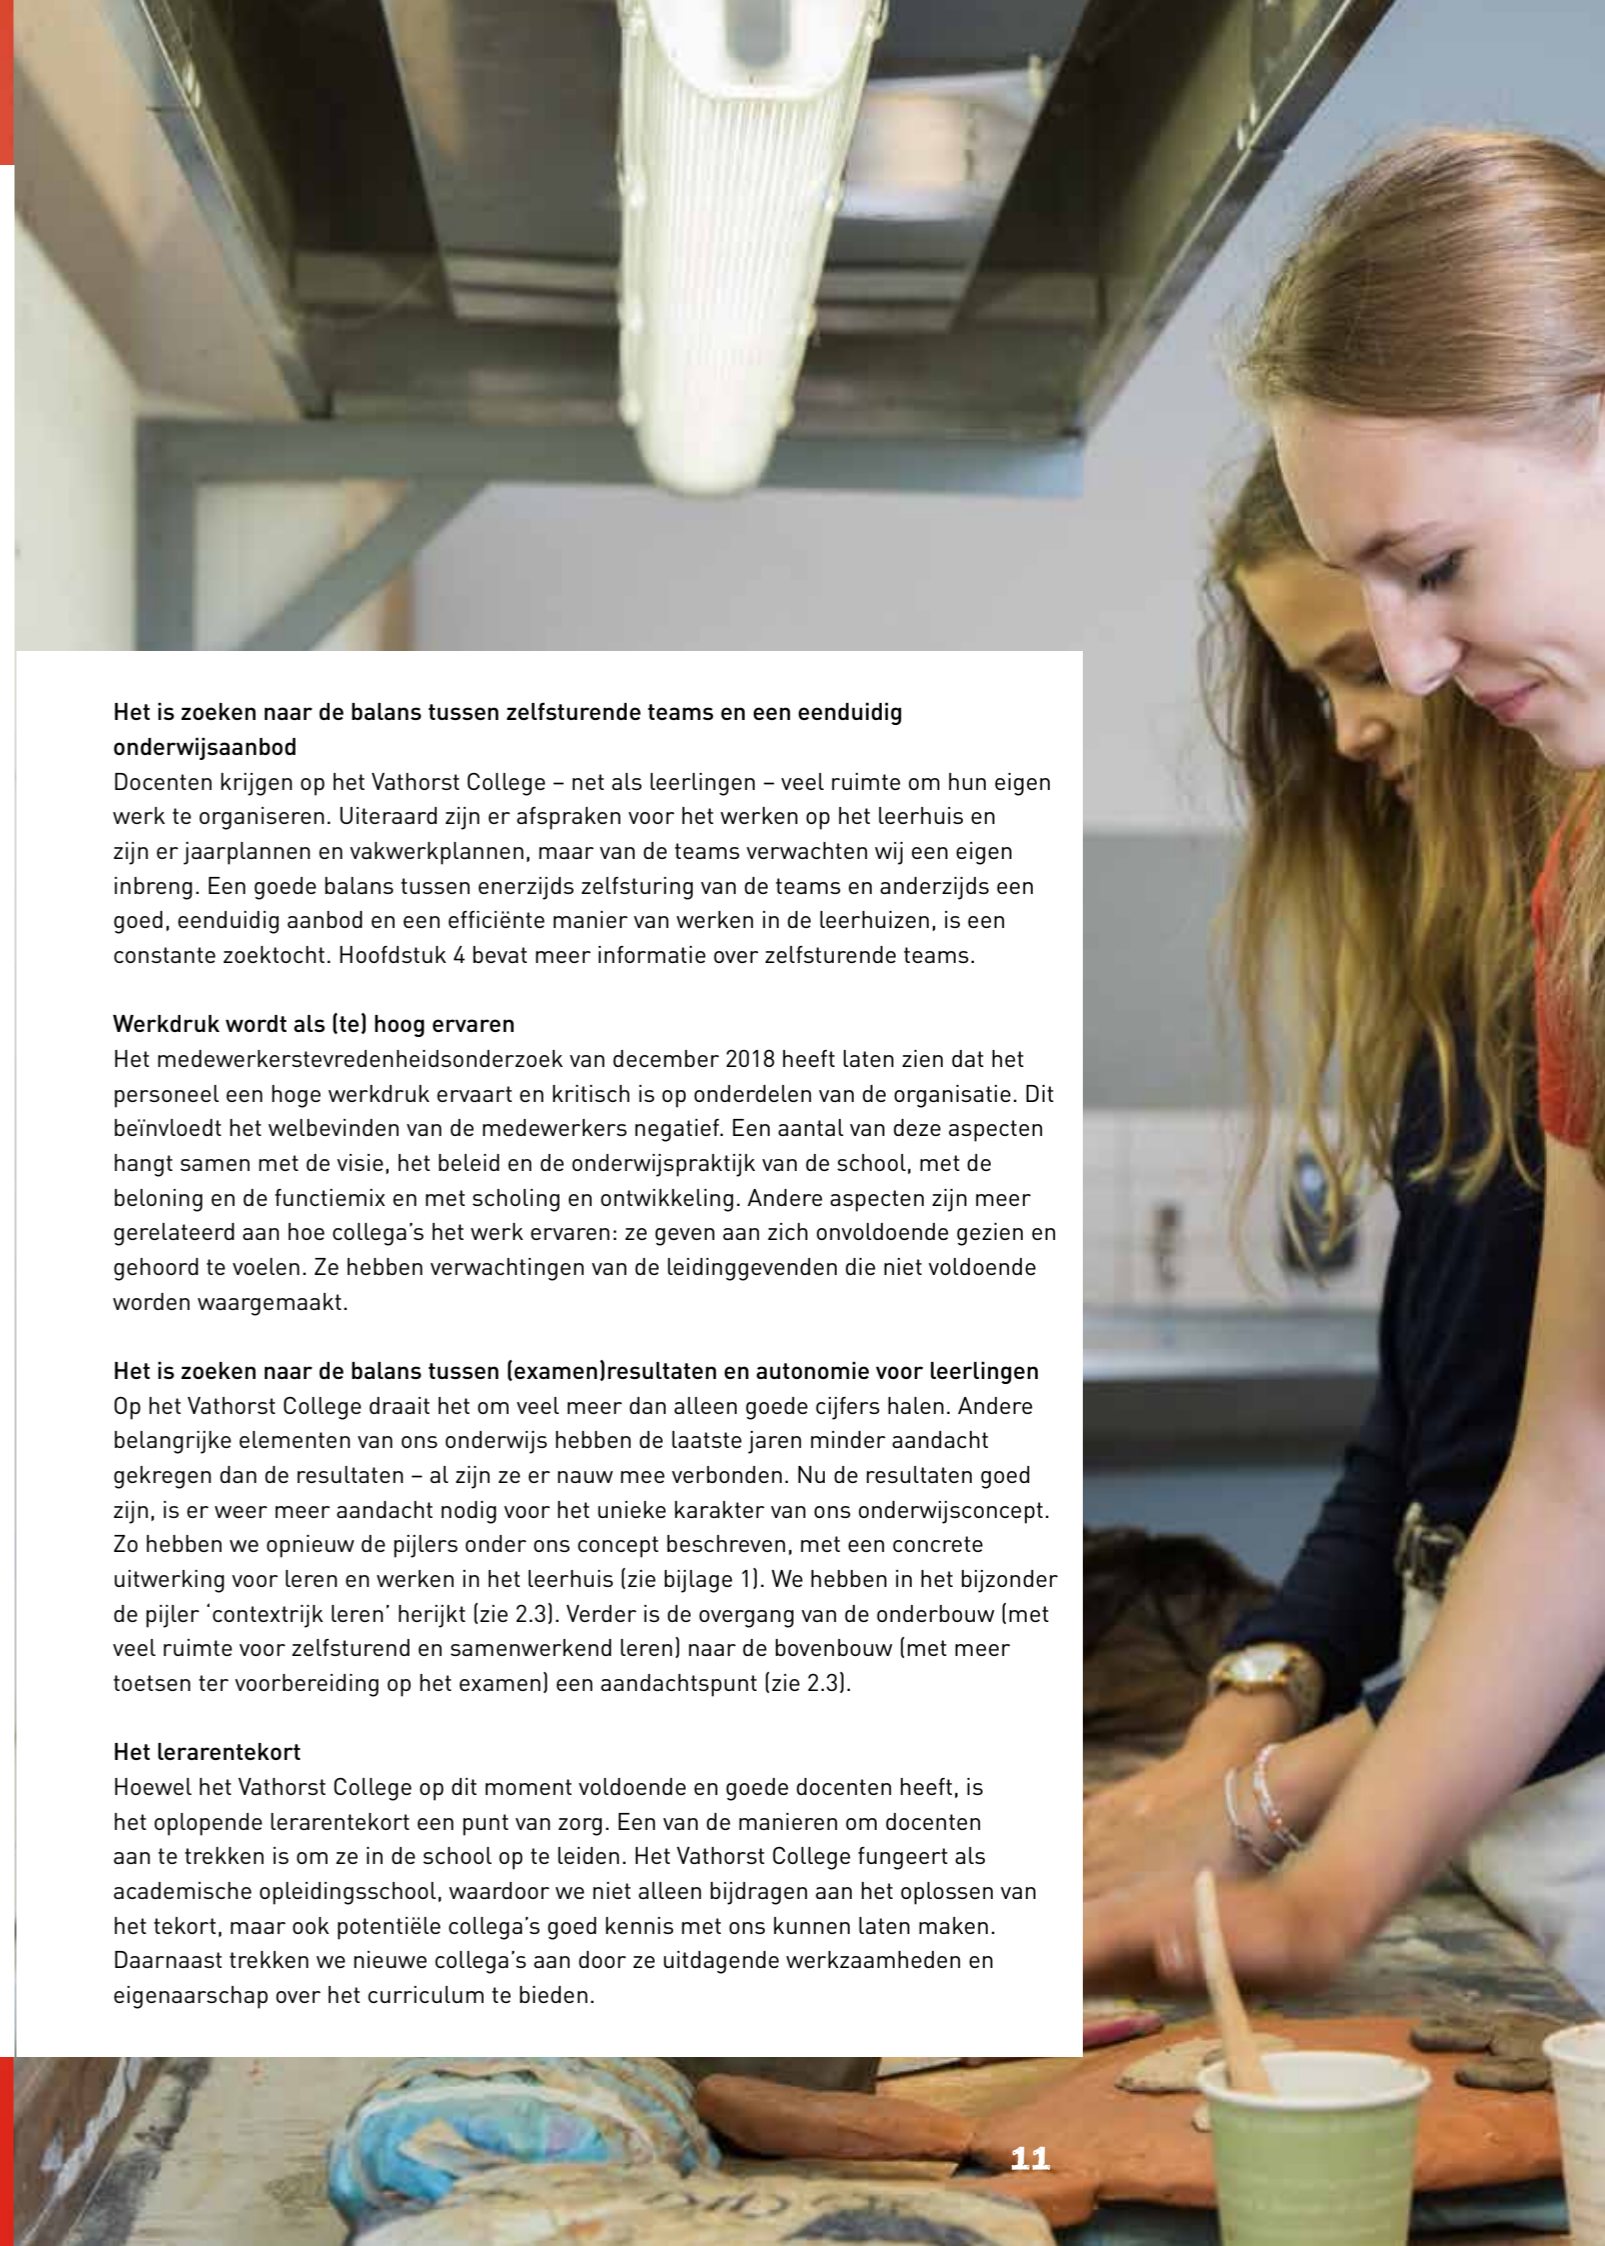 Het is zoeken naar de balans tussen zelfsturende teams en een eenduidig
onderwijsaanbod
Docenten krijgen op het Vathorst College – net als leerlingen – veel ruimte om hun eigen
werk te organiseren. Uiteraard zijn er afspraken voor het werken op het leerhuis en
zijn er jaarplannen en vakwerkplannen, maar van de teams verwachten wij een eigen
inbreng. Een goede balans tussen enerzijds zelfsturing van de teams en anderzijds een
goed, eenduidig aanbod en een efficiënte manier van werken in de leerhuizen, is een
constante zoektocht. Hoofdstuk 4 bevat meer informatie over zelfsturende teams.

Werkdruk wordt als (te) hoog ervaren
Het medewerkerstevredenheidsonderzoek van december 2018 heeft laten zien dat het
personeel een hoge werkdruk ervaart en kritisch is op onderdelen van de organisatie. Dit
beïnvloedt het welbevinden van de medewerkers negatief. Een aantal van deze aspecten
hangt samen met de visie, het beleid en de onderwijspraktijk van de school, met de
beloning en de functiemix en met scholing en ontwikkeling. Andere aspecten zijn meer
gerelateerd aan hoe collega's het werk ervaren: ze geven aan zich onvoldoende gezien en
gehoord te voelen. Ze hebben verwachtingen van de leidinggevenden die niet voldoende
worden waargemaakt.

Het is zoeken naar de balans tussen (examen)resultaten en autonomie voor leerlingen
Op het Vathorst College draait het om veel meer dan alleen goede cijfers halen. Andere
belangrijke elementen van ons onderwijs hebben de laatste jaren minder aandacht
gekregen dan de resultaten – al zijn ze er nauw mee verbonden. Nu de resultaten goed
zijn, is er weer meer aandacht nodig voor het unieke karakter van ons onderwijsconcept.
Zo hebben we opnieuw de pijlers onder ons concept beschreven, met een concrete
uitwerking voor leren en werken in het leerhuis (zie bijlage 1). We hebben in het bijzonder
de pijler 'contextrijk leren' herijkt (zie 2.3). Verder is de overgang van de onderbouw (met
veel ruimte voor zelfsturend en samenwerkend leren) naar de bovenbouw (met meer
toetsen ter voorbereiding op het examen) een aandachtspunt (zie 2.3).

Het lerarentekort
Hoewel het Vathorst College op dit moment voldoende en goede docenten heeft, is
het oplopende lerarentekort een punt van zorg. Een van de manieren om docenten
aan te trekken is om ze in de school op te leiden. Het Vathorst College fungeert als
academische opleidingsschool, waardoor we niet alleen bijdragen aan het oplossen van
het tekort, maar ook potentiële collega's goed kennis met ons kunnen laten maken.
Daarnaast trekken we nieuwe collega's aan door ze uitdagende werkzaamheden en
eigenaarschap over het curriculum te bieden.

11